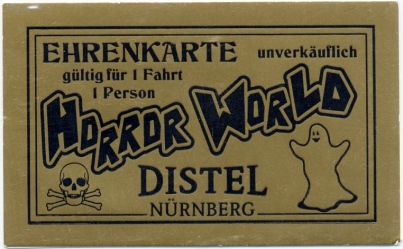 EHRENKARTE unverkäuflich
gültig für 1 Fahrt
1 Person
HORROR WORLD
DISTEL
NÜRNBERG